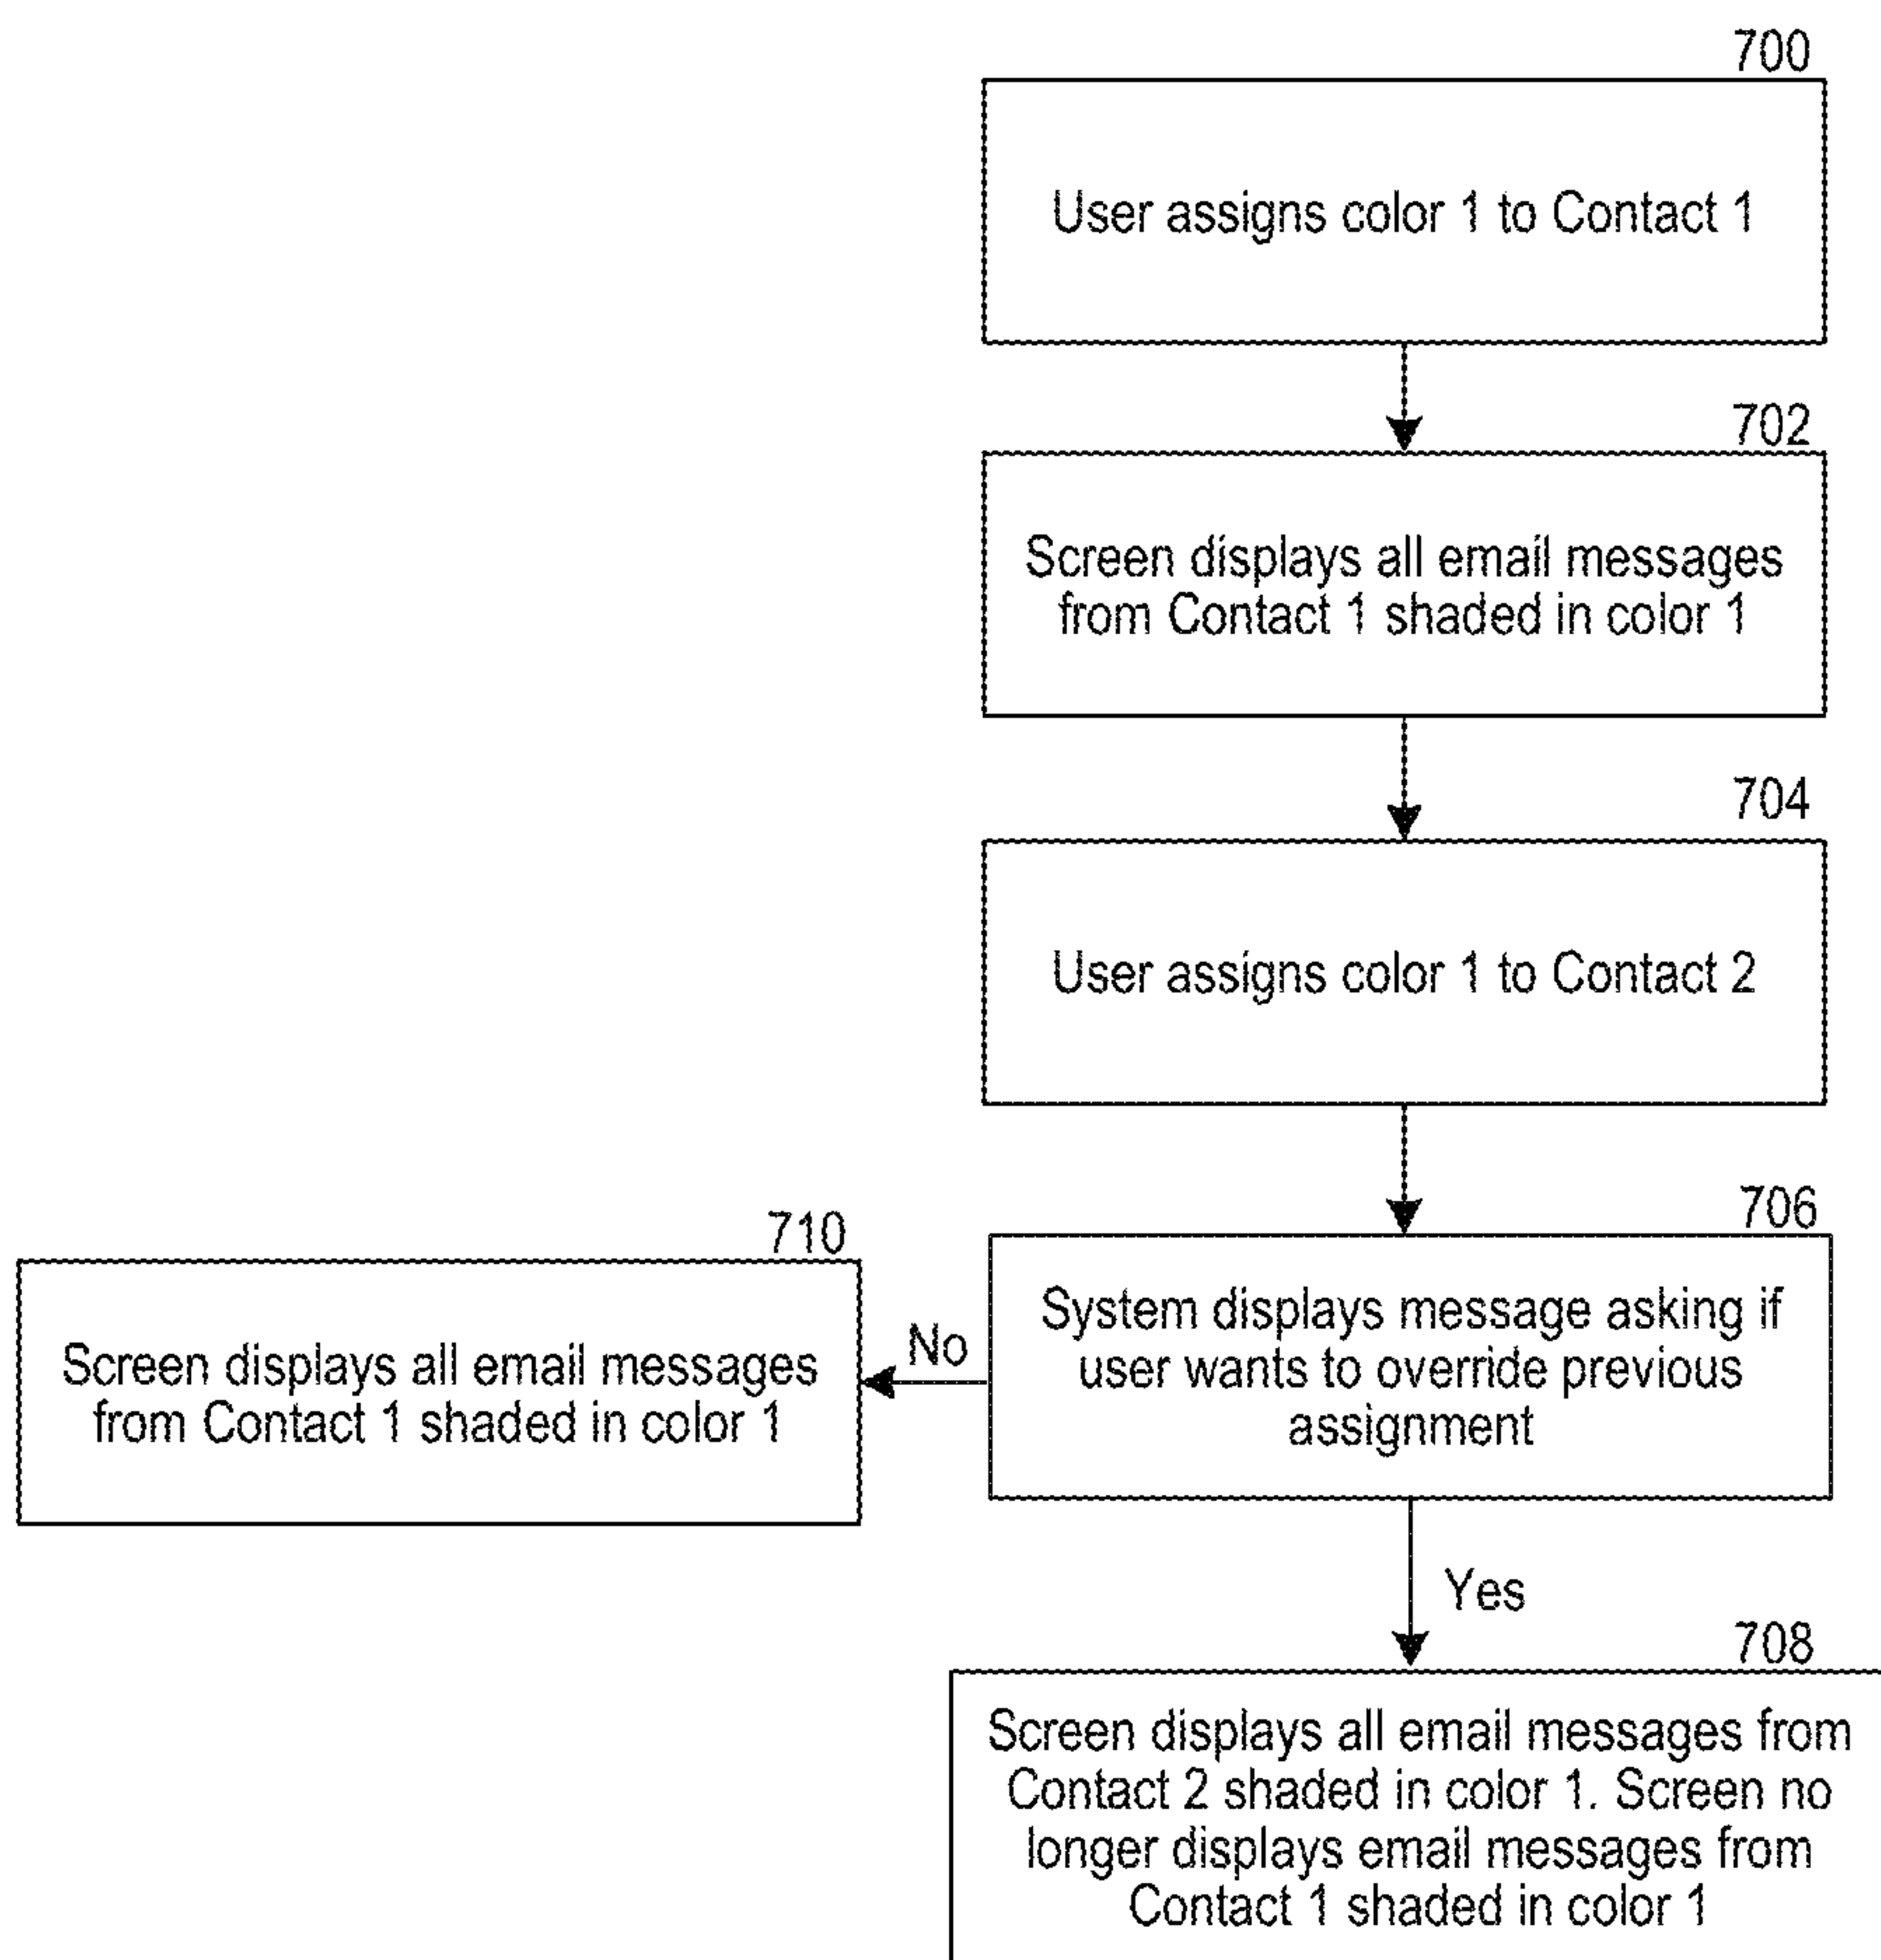 700
User assigns color 1 to Contact 1
702
Screen displays all email messages
from Contact 1 shaded in color 1
704
User assigns color 1 to Contact 2
706
System displays message asking if
user wants to override previous
assignment
No
710
Screen displays all email messages
from Contact 1 shaded in color 1
Yes
708
Screen displays all email messages from
Contact 2 shaded in color 1. Screen no
longer displays email messages from
Contact 1 shaded in color 1